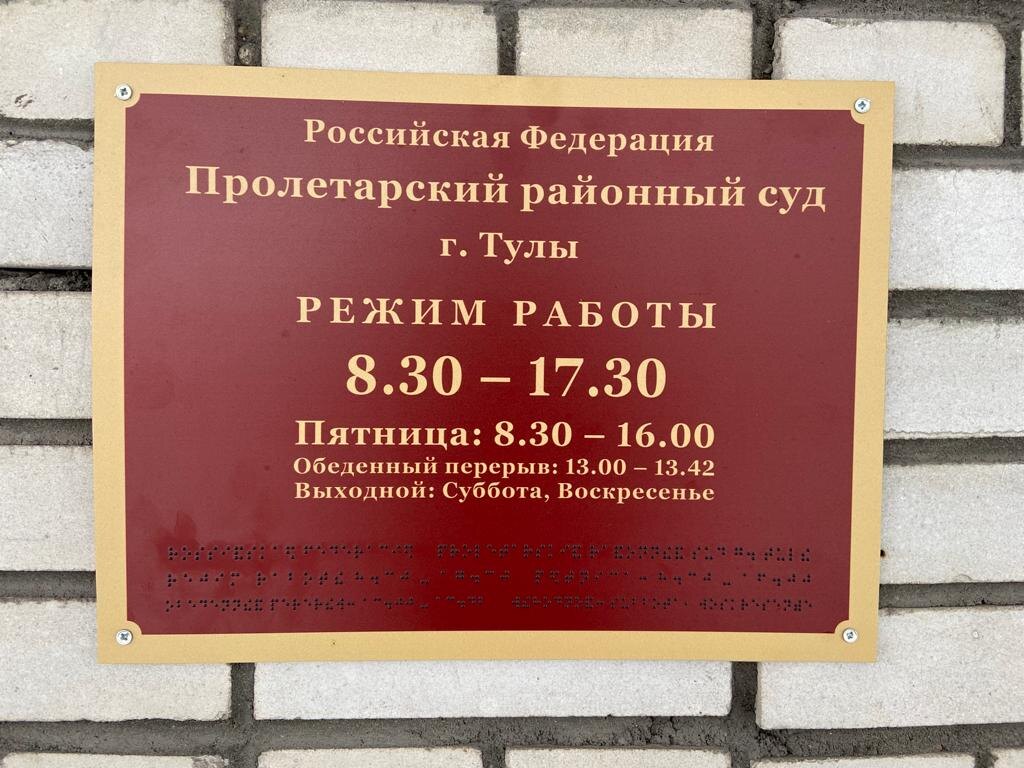 Российская Федерация
Пролетарский районный суд
г. Тулы
РЕЖИМ РАБОТЫ
8.30 – 17.30
Пятница: 8.30 – 16.00
Обеденный перерыв: 13.00 – 13.42
Выходной: Суббота, Воскресенье